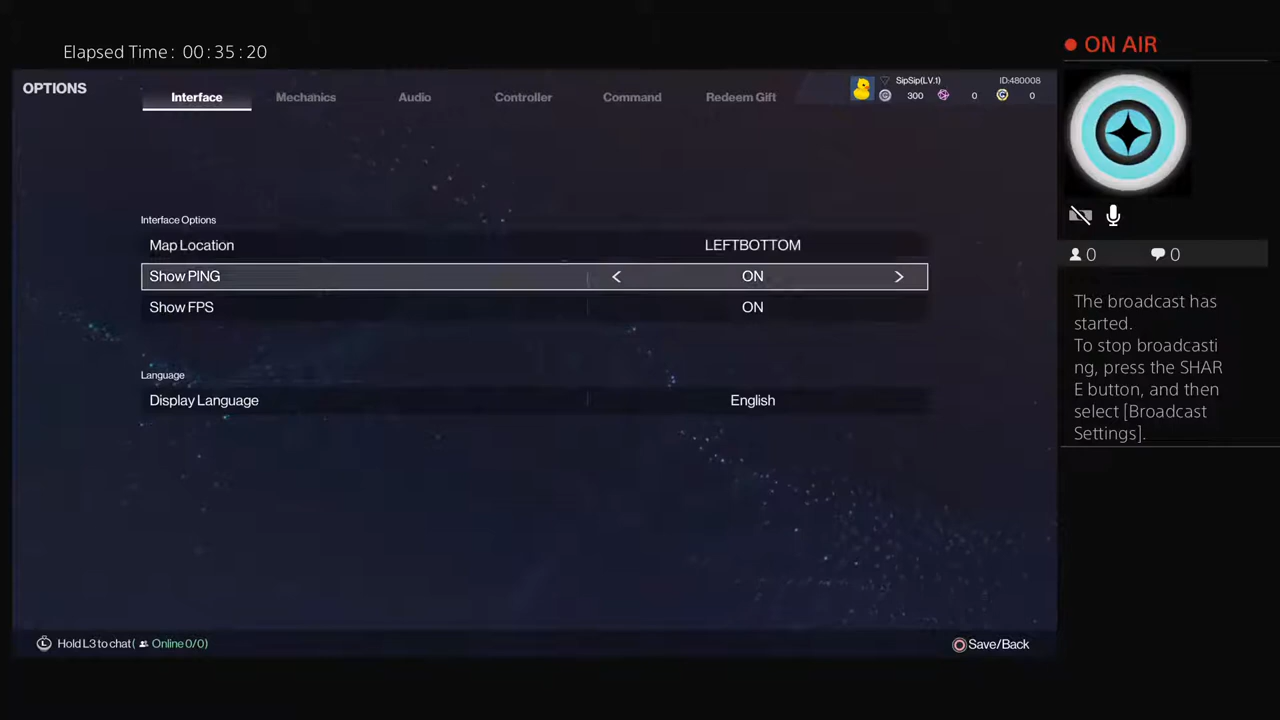 Elapsed Time: 00:35:20
ON AIR
OPTIONS
Interface
Mechanics
Audio
Controller
Command
Redeem Gift
SipSip(LV.1)
ID:480008
300
0
0
Interface Options
Map Location
LEFTBOTTOM
Show PING
< ON >
Show FPS
ON
Language
Display Language
English
0
0
The broadcast has
started.
To stop broadcasti
ng, press the SHAR
E button, and then
select [Broadcast
Settings].
L Hold L3 to chat ( Online 0/0)
Save/Back